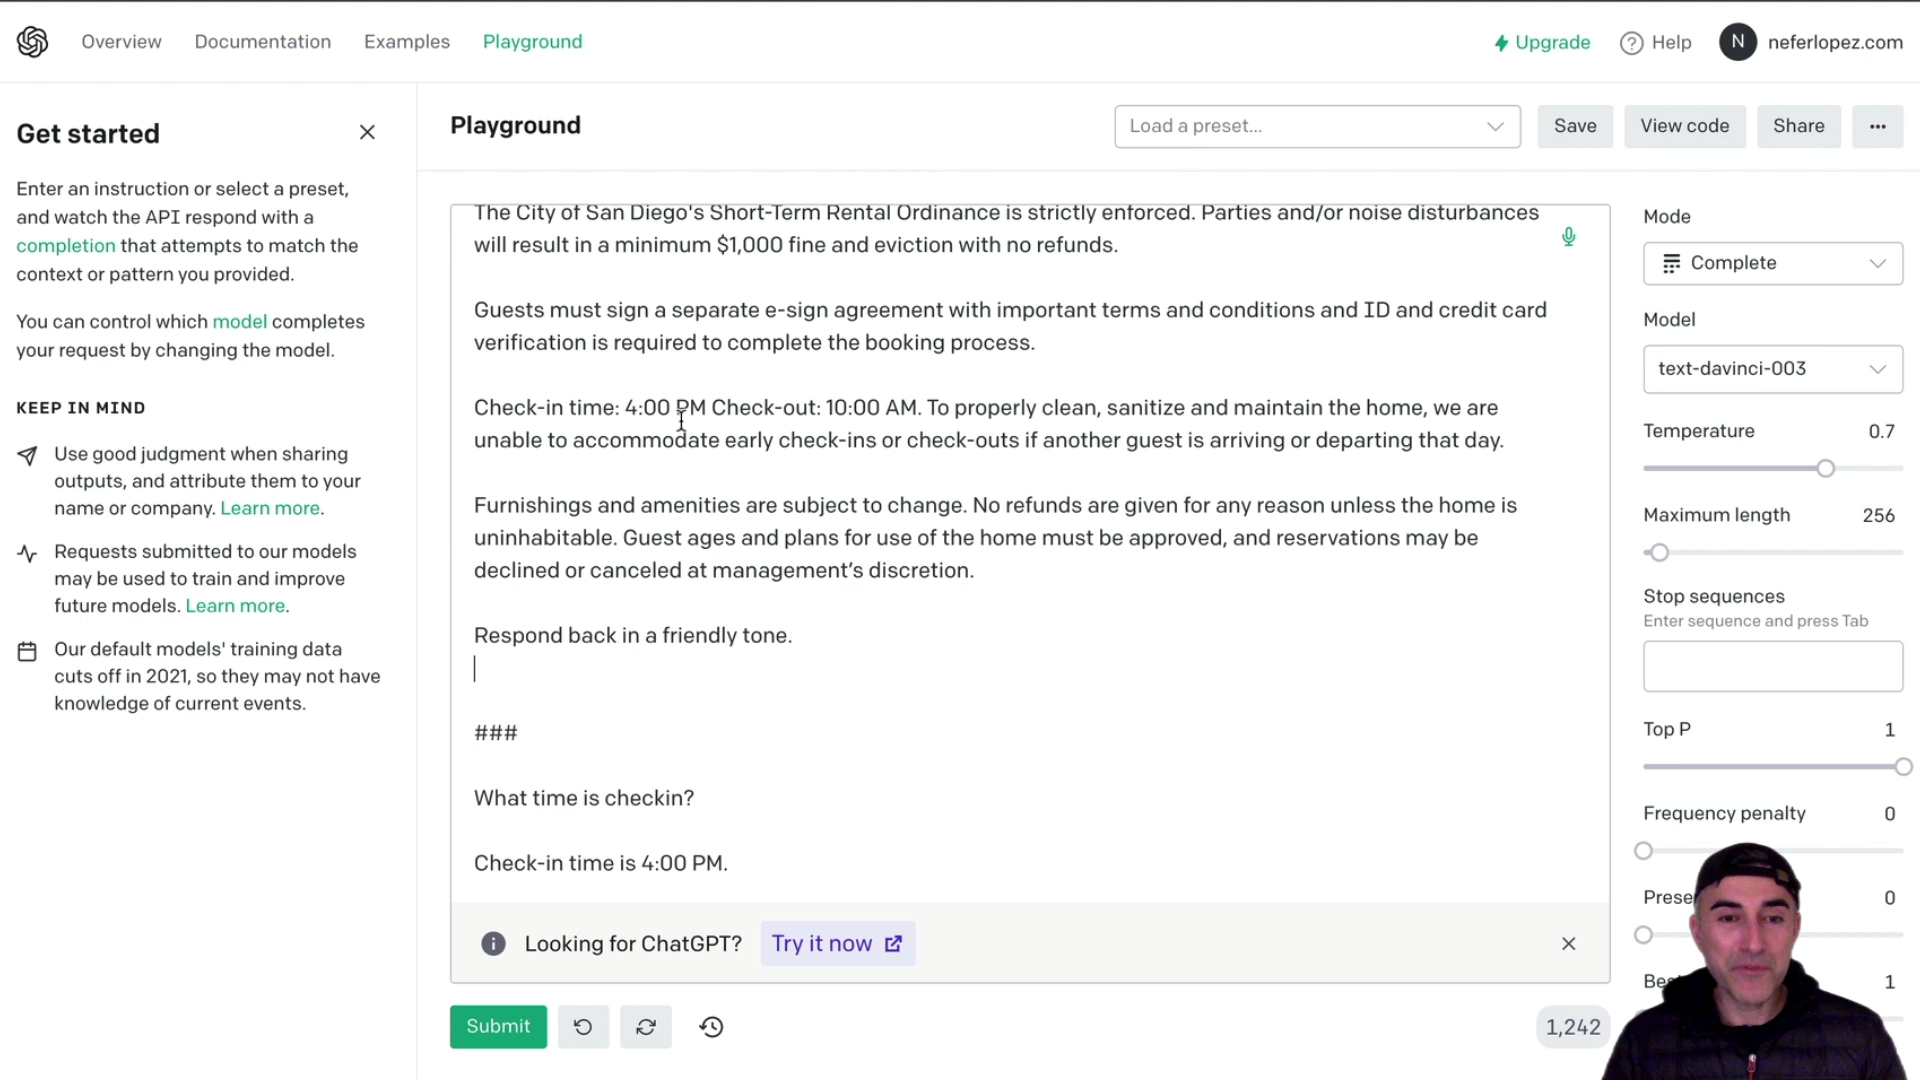 Overview
Documentation
Examples
Playground
Upgrade
Help
N
neferlopez.com
Get started
Enter an instruction or select a preset,
and watch the API respond with a
completion that attempts to match the
context or pattern you provided.
You can control which model completes
your request by changing the model.
KEEP IN MIND
Use good judgment when sharing
outputs, and attribute them to your
name or company. Learn more.
Requests submitted to our models
may be used to train and improve
future models. Learn more.
Our default models' training data
cuts off in 2021, so they may not have
knowledge of current events.
Playground
Load a preset...
Save
View code
Share
The City of San Diego's Short-Term Rental Ordinance is strictly enforced. Parties and/or noise disturbances
will result in a minimum $1,000 fine and eviction with no refunds.
Guests must sign a separate e-sign agreement with important terms and conditions and ID and credit card
verification is required to complete the booking process.
Check-in time: 4:00 PM Check-out: 10:00 AM. To properly clean, sanitize and maintain the home, we are
unable to accommodate early check-ins or check-outs if another guest is arriving or departing that day.
Furnishings and amenities are subject to change. No refunds are given for any reason unless the home is
uninhabitable. Guest ages and plans for use of the home must be approved, and reservations may be
declined or canceled at management’s discretion.
Respond back in a friendly tone.
###
What time is checkin?
Check-in time is 4:00 PM.
Looking for ChatGPT?
Try it now
Submit
1,242
Mode
Complete
Model
text-davinci-003
Temperature 0.7
Maximum length 256
Stop sequences
Enter sequence and press Tab
Top P 1
Frequency penalty 0
Prese 0
Bes 1